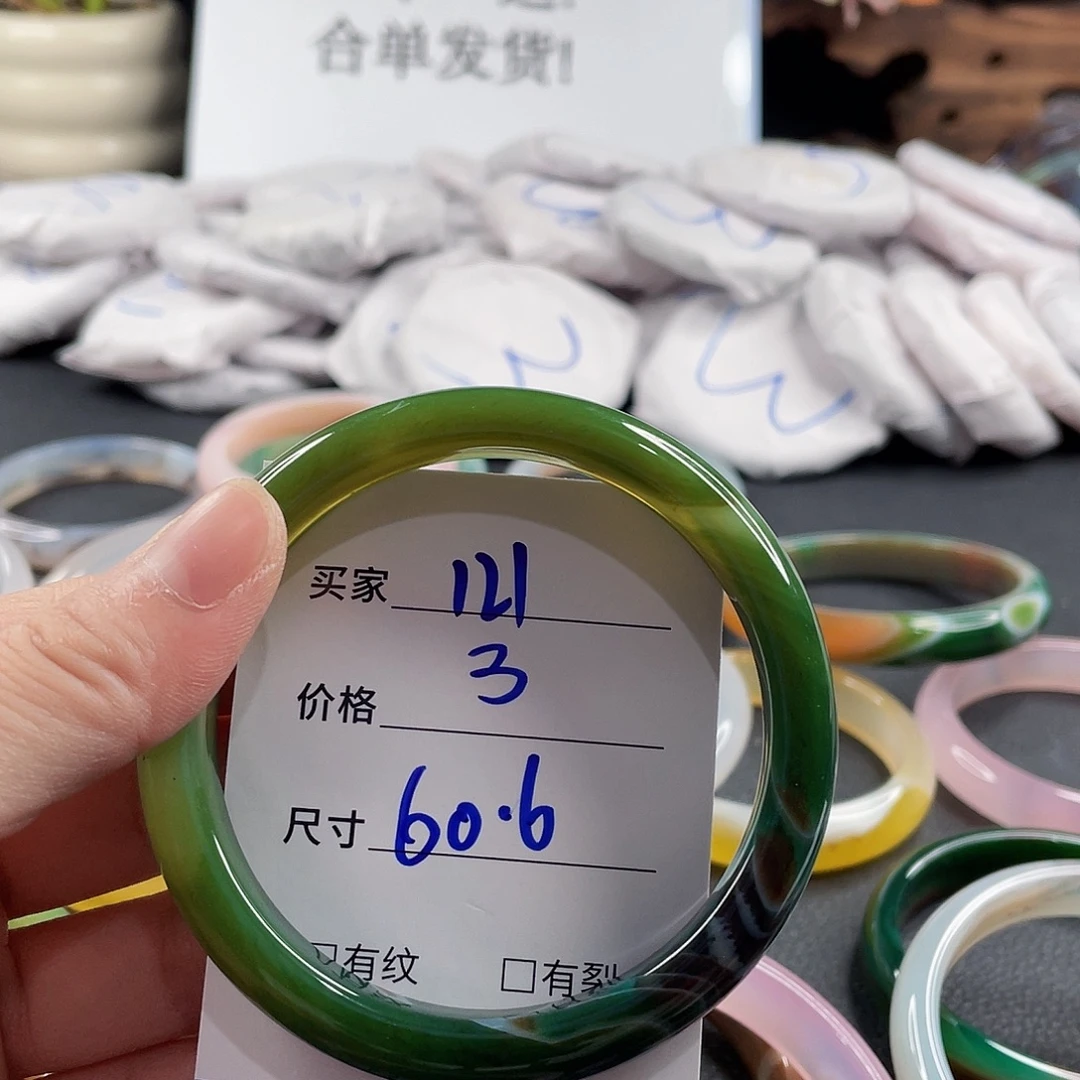 合单发货!
买家 121
价格 3
尺寸 60.6
□有纹 □有裂